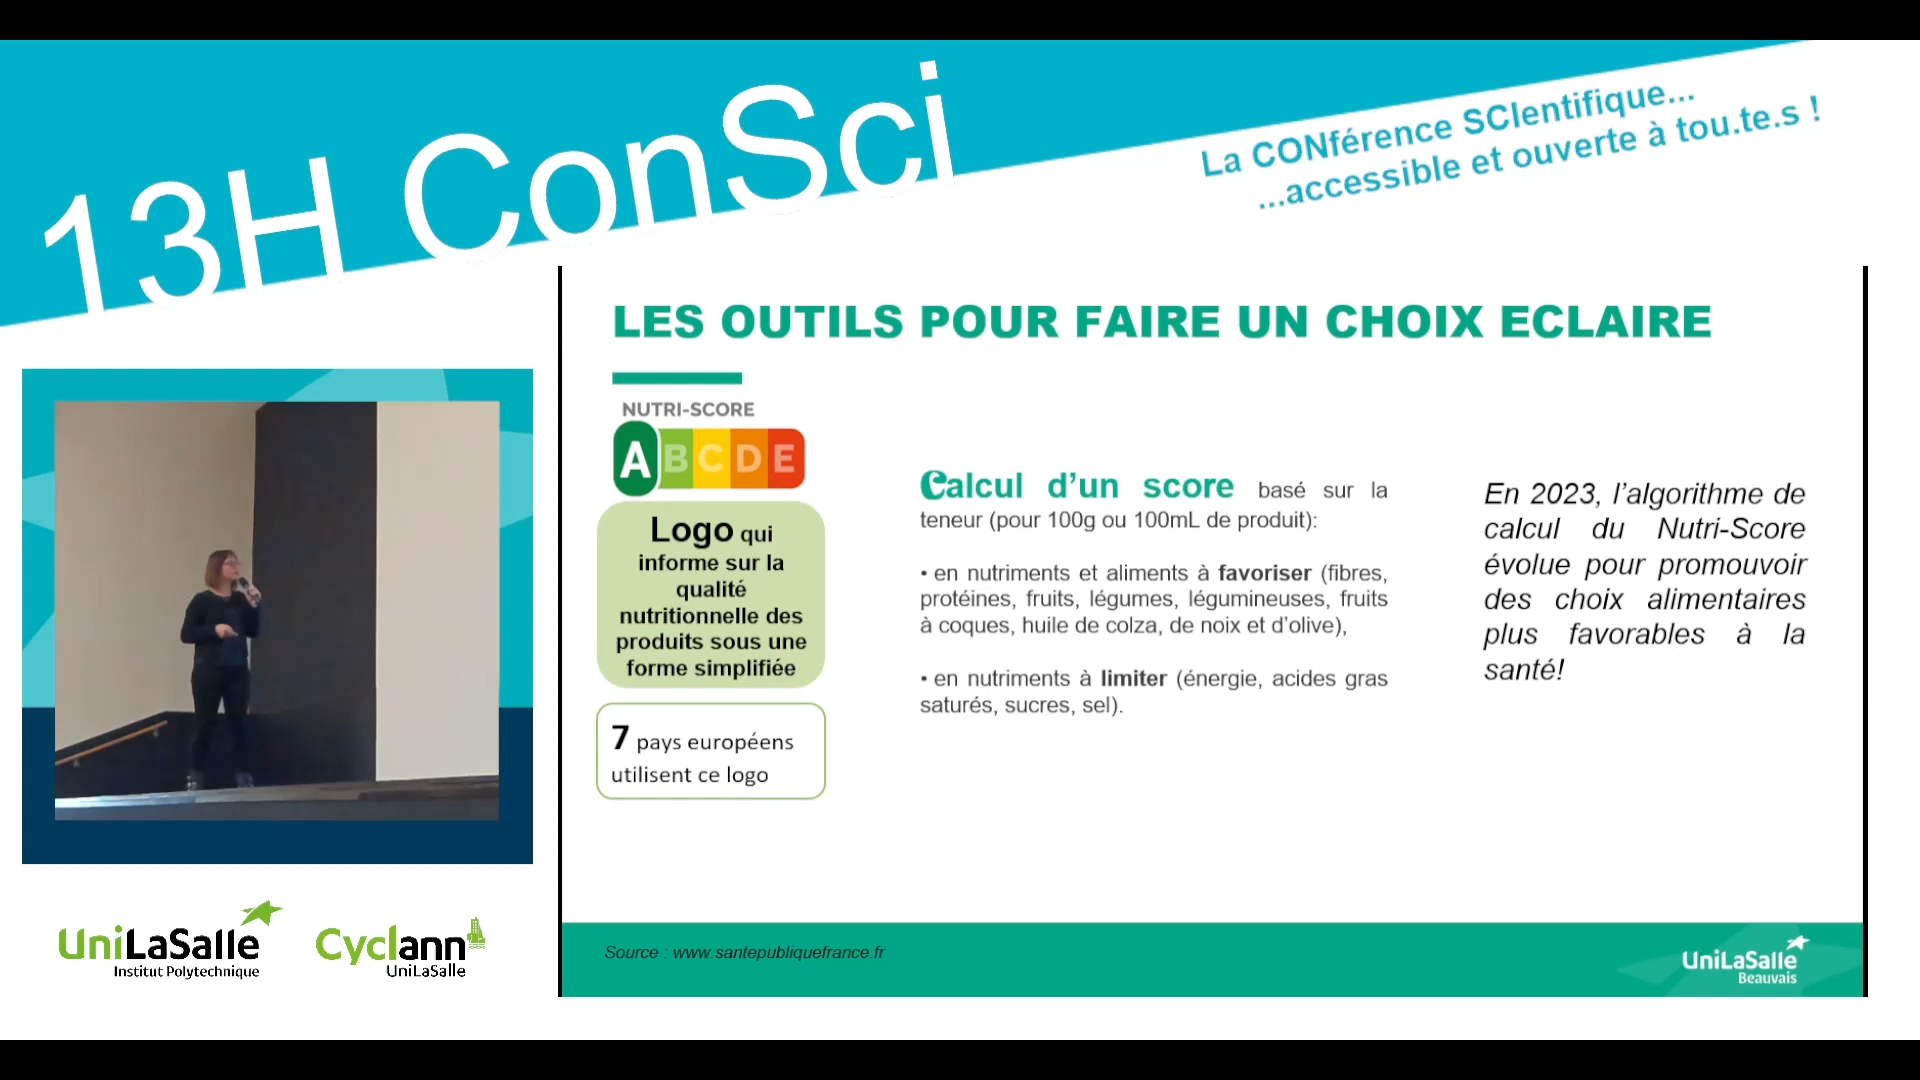 13H ConSci
La CONférence SCIentifique...
...accessible et ouverte à tou.te.s !
LES OUTILS POUR FAIRE UN CHOIX ECLAIRE
NUTRI-SCORE
A B C D E
Logo qui
informe sur la
qualité
nutritionnelle des
produits sous une
forme simplifiée
7 pays européens
utilisent ce logo
Calcul d'un score basé sur la
teneur (pour 100g ou 100mL de produit):
• en nutriments et aliments à favoriser (fibres,
protéines, fruits, légumes, légumineuses, fruits
à coques, huile de colza, de noix et d'olive),
• en nutriments à limiter (énergie, acides gras
saturés, sucres, sel).
En 2023, l'algorithme de
calcul du Nutri-Score
évolue pour promouvoir
des choix alimentaires
plus favorables à la
santé!
UniLaSalle
Institut Polytechnique
Cyclann
UniLaSalle
Source : www.santepubliquefrance.fr
UniLaSalle
Beauvais